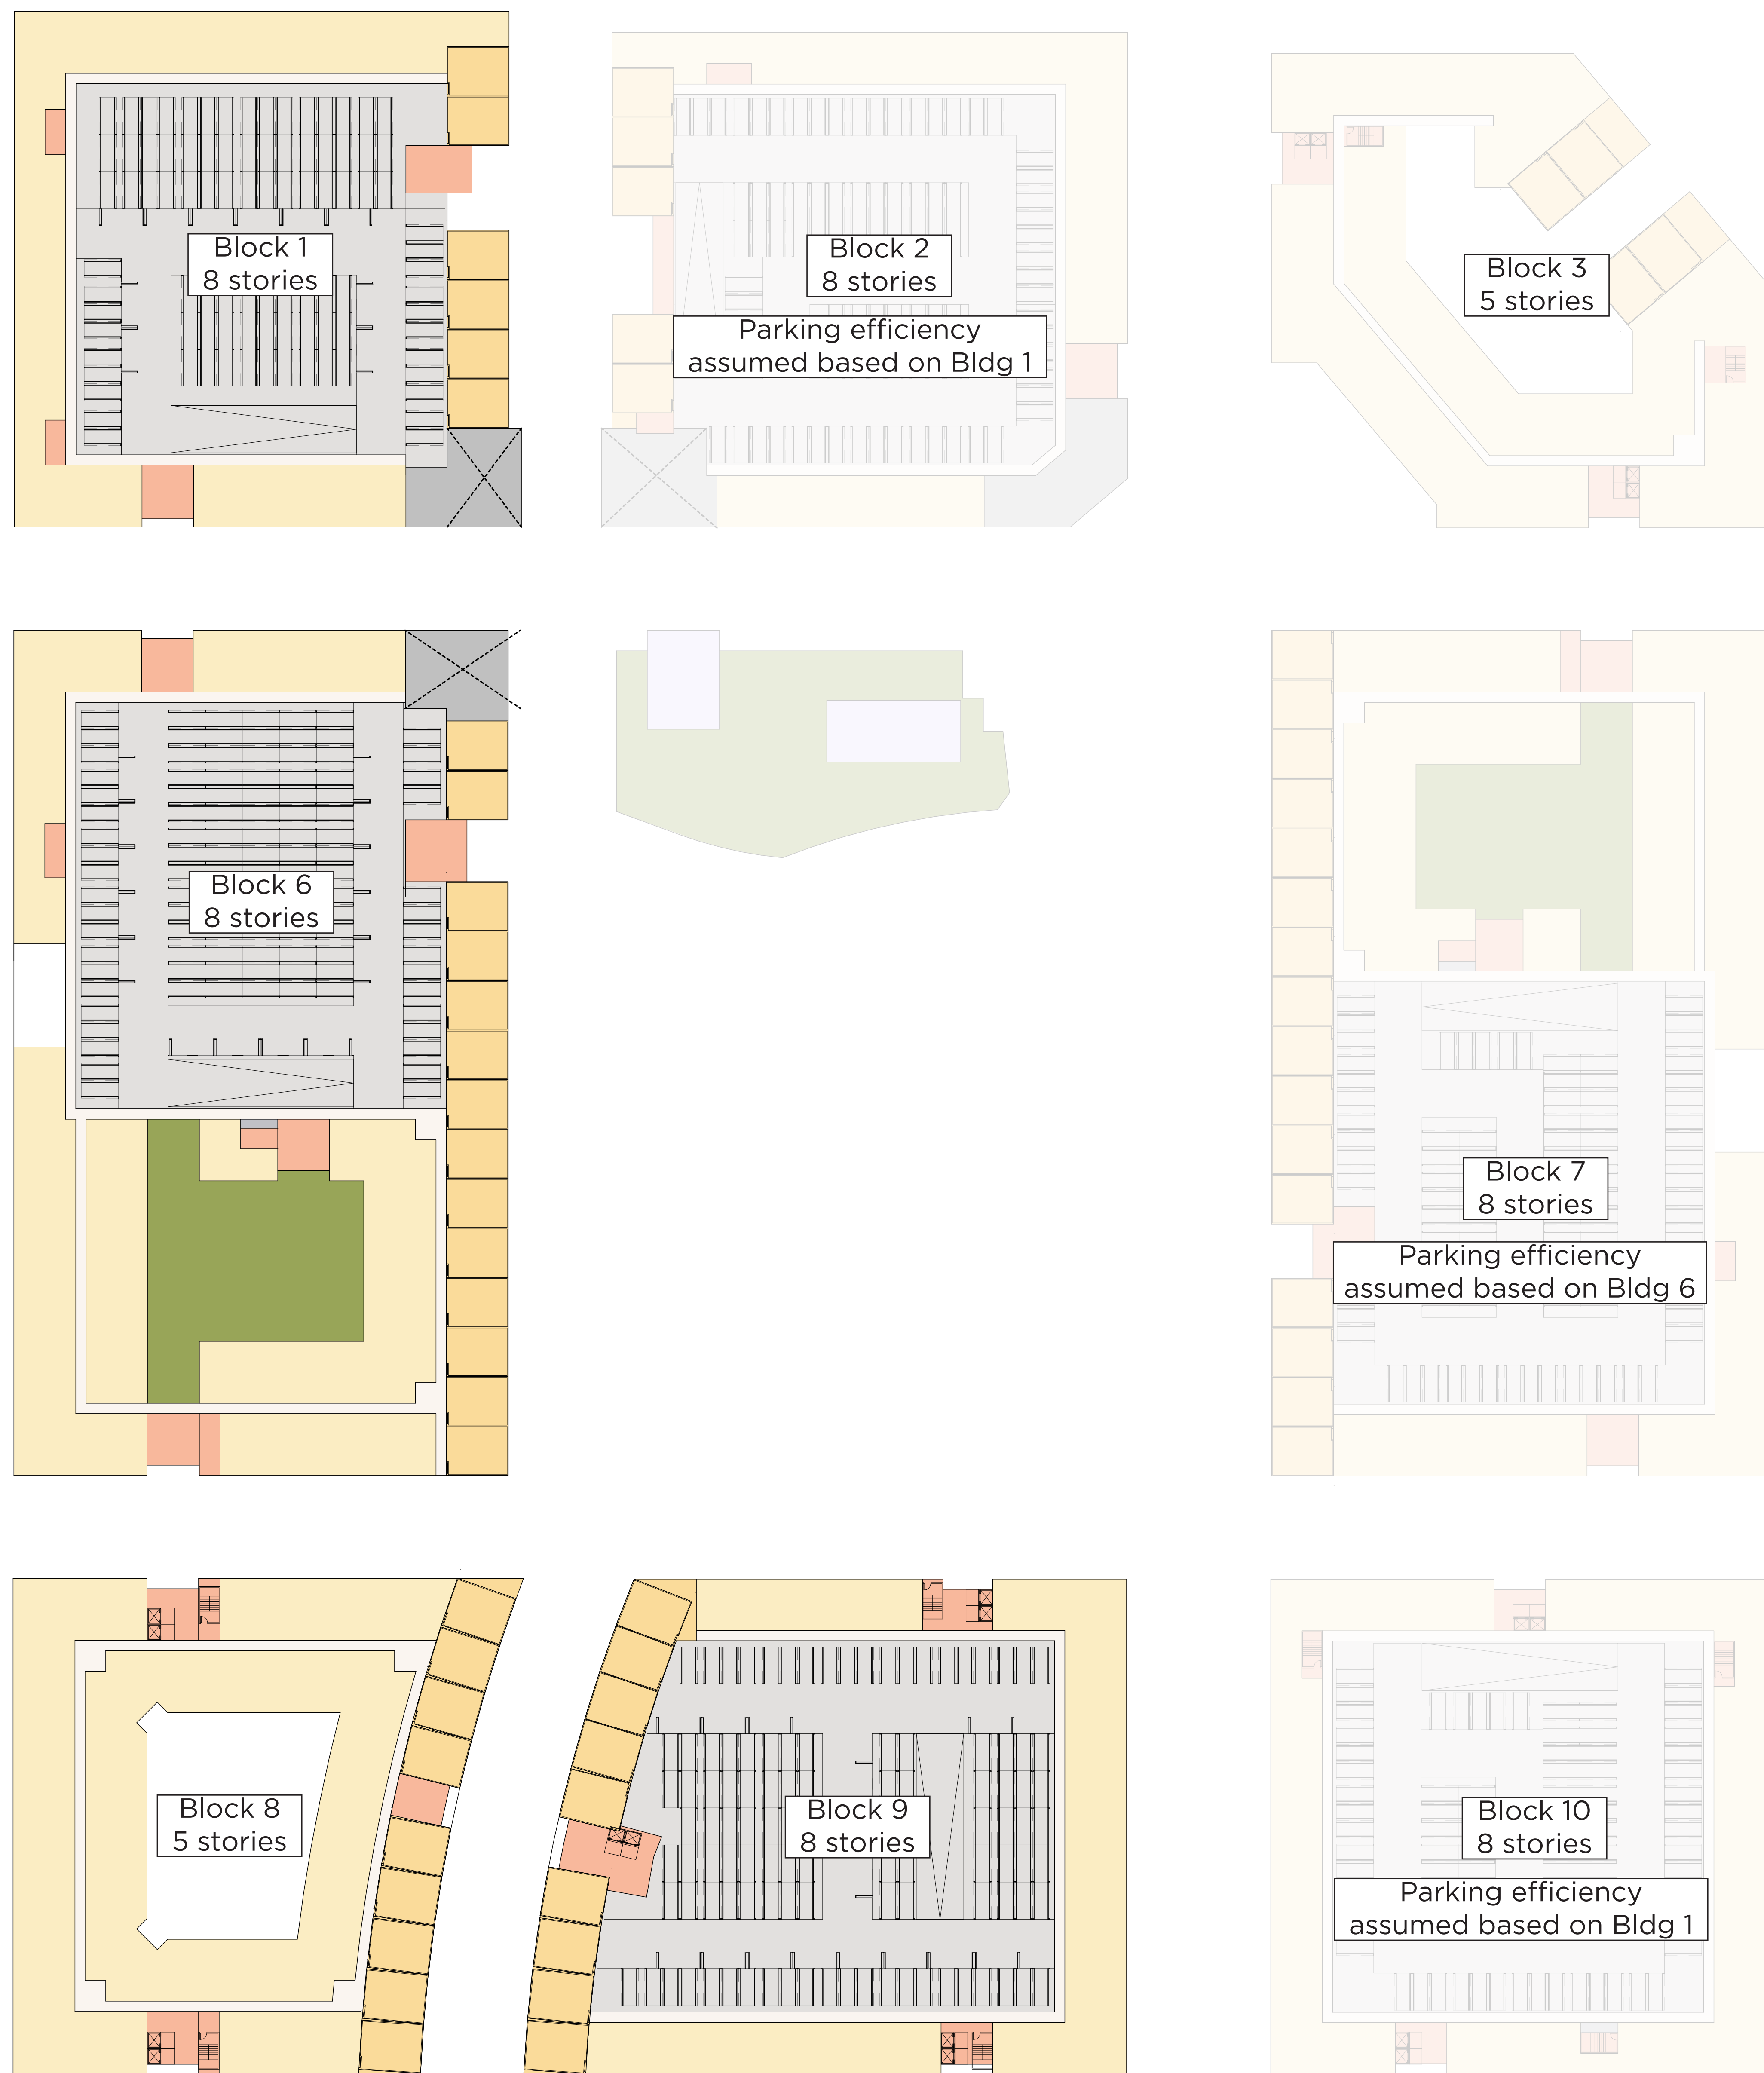 Block 1
8 stories
Block 2
8 stories
Parking efficiency
assumed based on Bldg 1
Block 3
5 stories
Block 6
8 stories
Block 7
8 stories
Parking efficiency
assumed based on Bldg 6
Block 8
5 stories
Block 9
8 stories
Block 10
8 stories
Parking efficiency
assumed based on Bldg 1